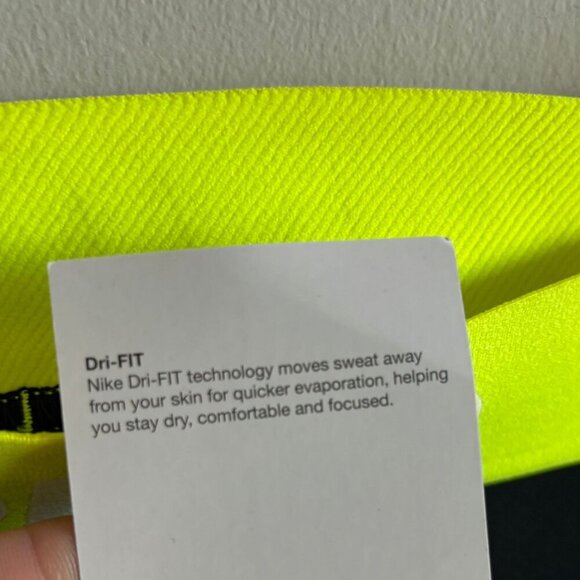 Dri-FIT
Nike Dri-FIT technology moves sweat away
from your skin for quicker evaporation, helping
you stay dry, comfortable and focused.